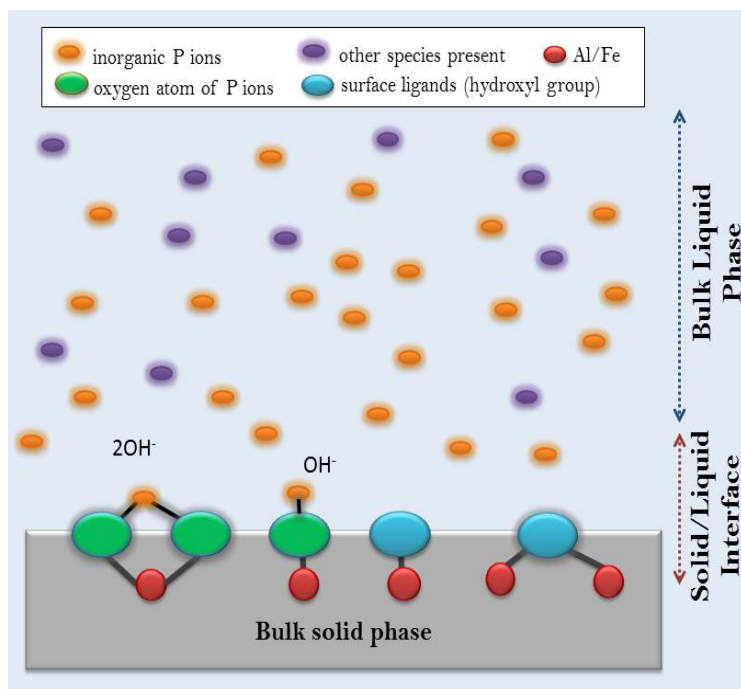 inorganic P ions
other species present
Al/Fe
oxygen atom of P ions
surface ligands (hydroxyl group)
Bulk Liquid
Phase
2OH-
OH-
Solid/Liquid
Interface
Bulk solid phase